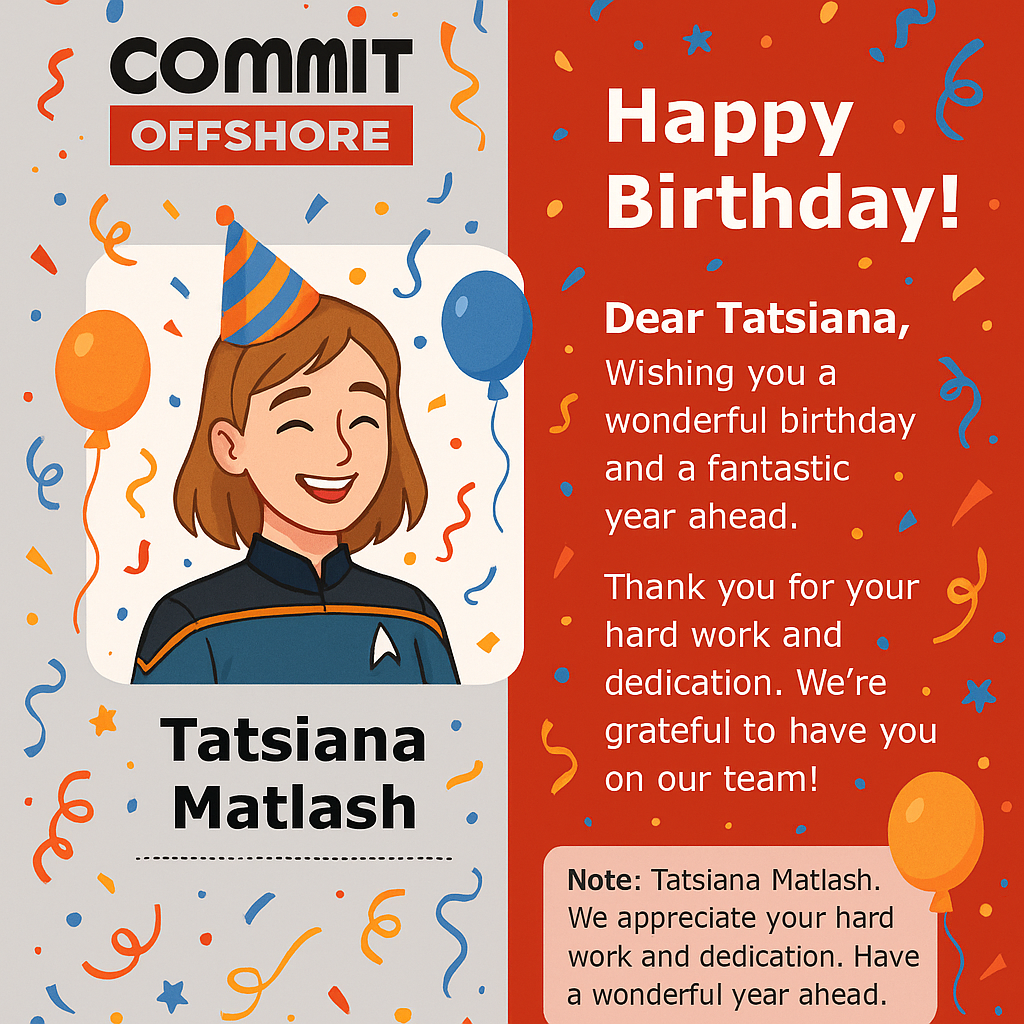 COMMIT
OFFSHORE
Tatsiana
Matlash
Happy
Birthday!
Dear Tatsiana,
Wishing you a
wonderful birthday
and a fantastic
year ahead.
Thank you for your
hard work and
dedication. We’re
grateful to have you
on our team!
Note: Tatsiana Matlash.
We appreciate your hard
work and dedication. Have
a wonderful year ahead.